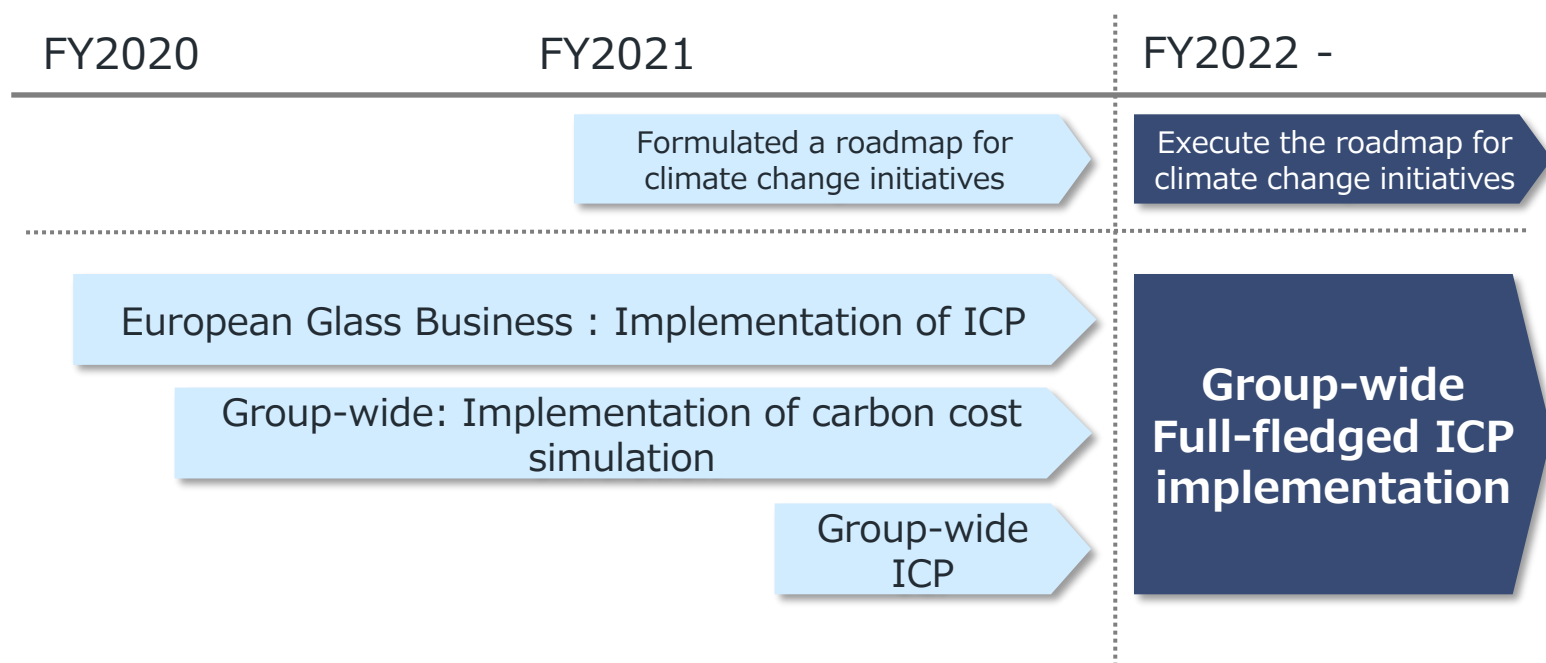 FY2020
FY2021
FY2022 -
Formulated a roadmap for
climate change initiatives
Execute the roadmap for
climate change initiatives
European Glass Business : Implementation of ICP
Group-wide: Implementation of carbon cost
simulation
Group-wide
ICP
Group-wide
Full-fledged ICP
implementation